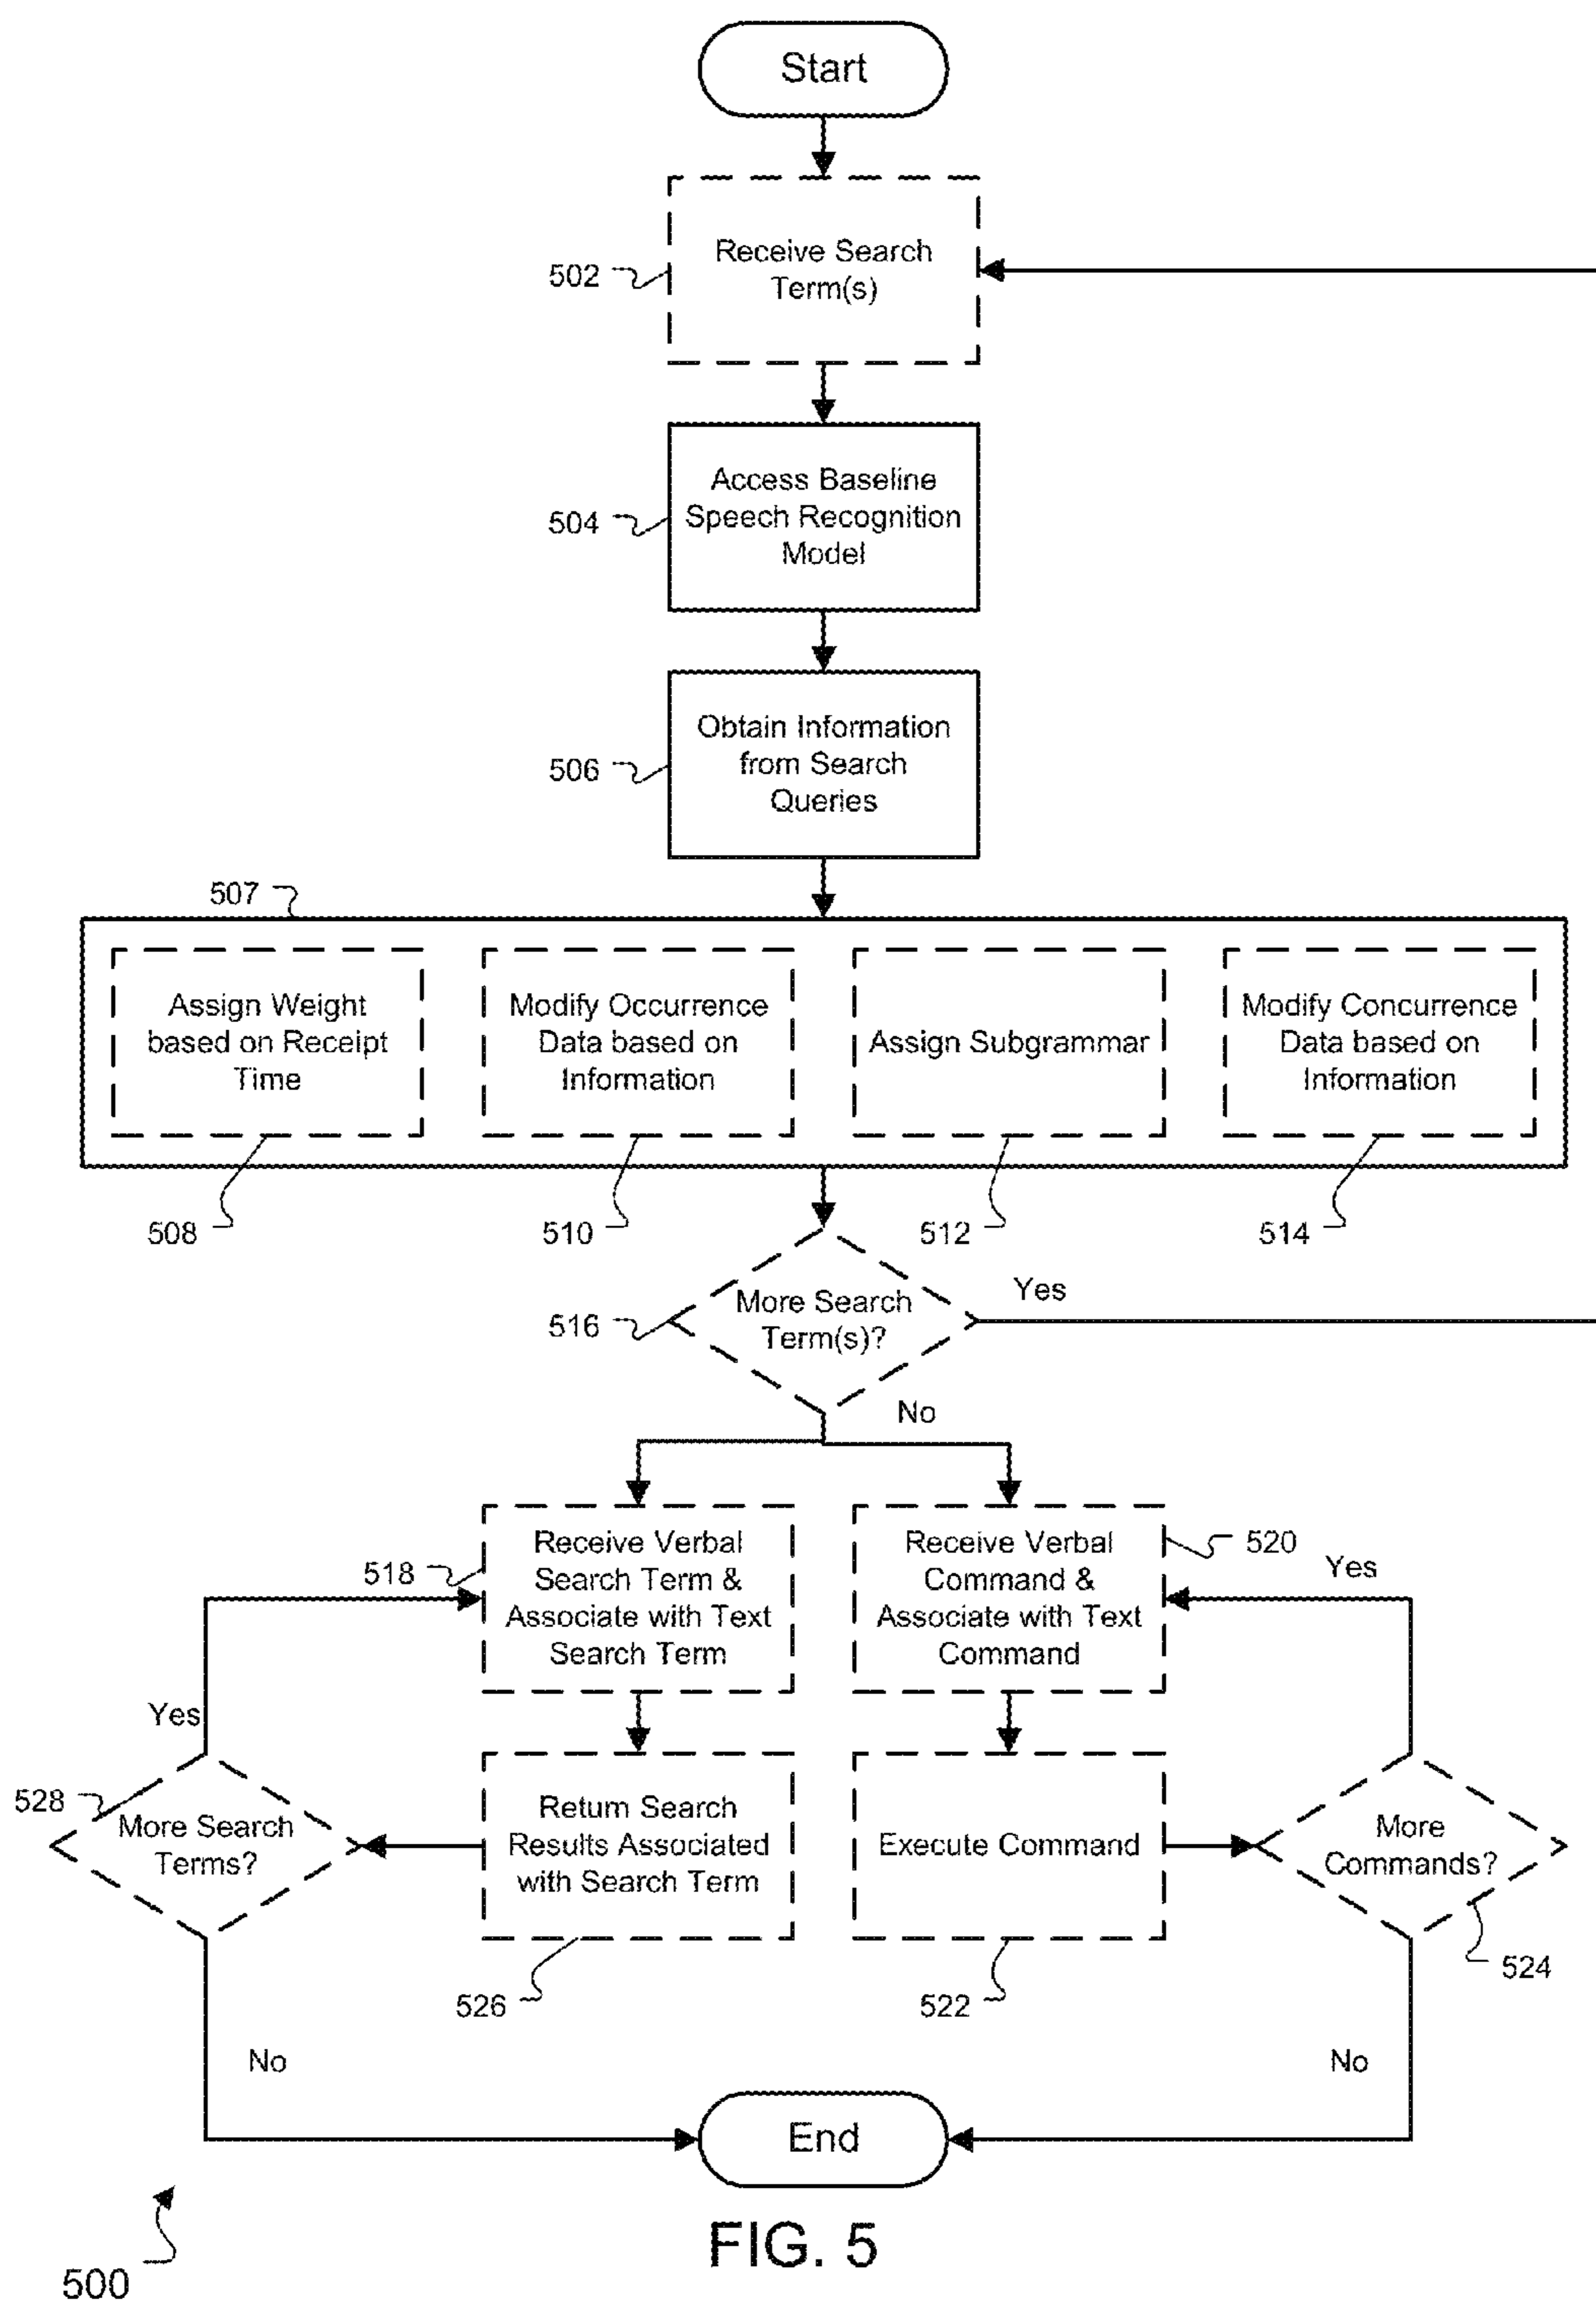 Start
Receive Search
Term(s)
502
Access Baseline
Speech Recognition
Model
504
Obtain Information
from Search
Queries
506
507
Assign Weight
based on Receipt
Time
Modify Occurrence
Data based on
Information
Assign Subgrammar
Modify Concurrence
Data based on
Information
508
510
512
514
More Search
Term(s)?
516
Yes
No
Receive Verbal
Search Term &
Associate with Text
Search Term
518
Receive Verbal
Command &
Associate with Text
Command
520
Yes
Yes
528
More Search
Terms?
Return Search
Results Associated
with Search Term
Execute Command
More
Commands?
524
526
522
No
No
End
FIG. 5
500